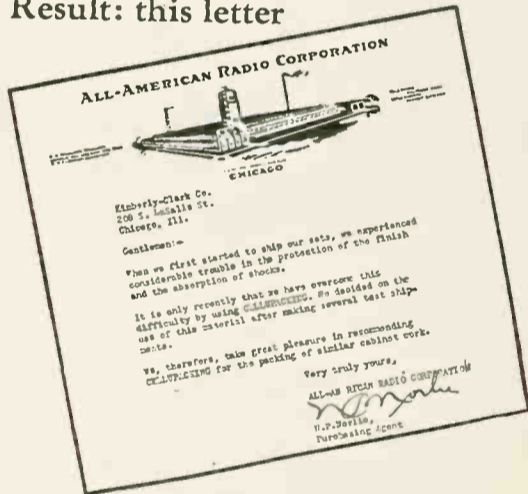 Result: this letter
ALL-AMERICAN RADIO CORPORATION
CHICAGO
Kimberly-Clark Co.
208 S. LaSalle St.
Chicago, Ill.
Gentlemen:-
When we first started to ship our sets, we experienced
considerable trouble in the protection of the finish
and the absorption of shocks.
It is only recently that we have overcome this
difficulty by using CELLUPACKING. We decided on the
use of this material after making several test ship-
ments.
We, therefore, take great pleasure in recommending
CELLUPACKING for the packing of similar cabinet work.
Very truly yours,
ALL-AMERICAN RADIO CORPORATION
Purchasing Agent